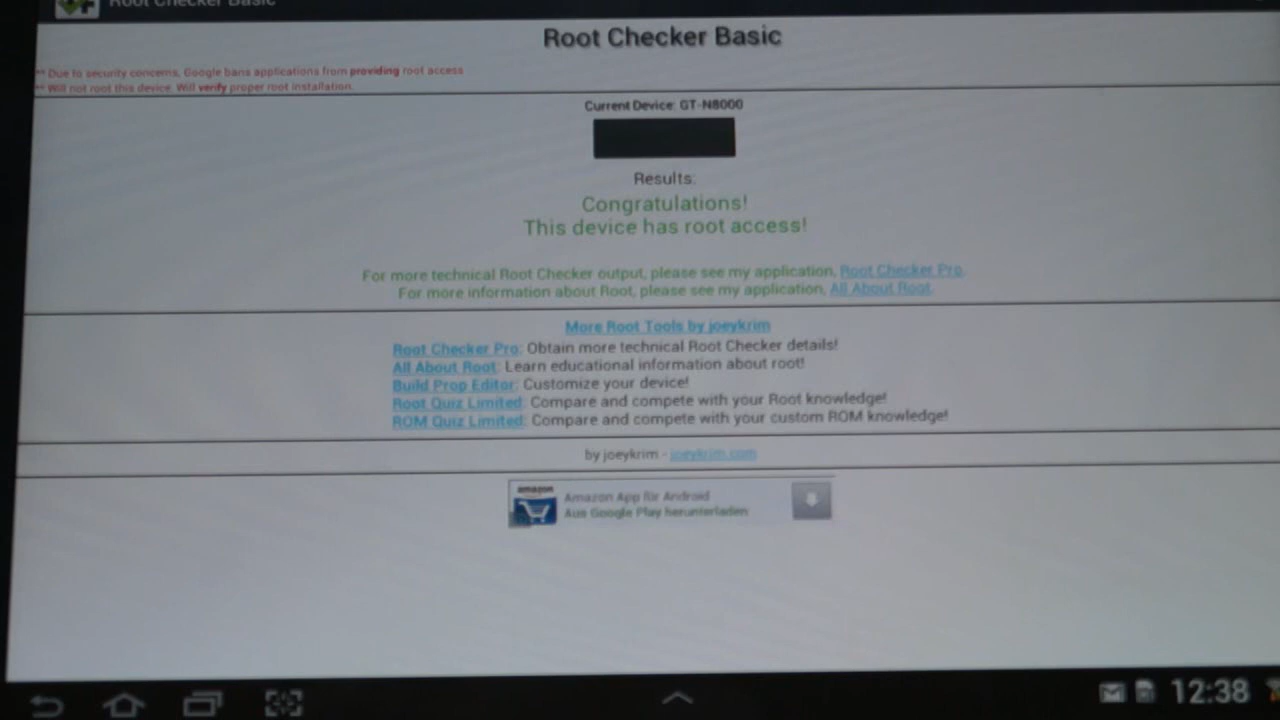 Root Checker Basic
Root Checker Basic
** Due to security concerns, Google bans applications from providing root access
** Will not root this device. Will verify proper root installation.
Current Device: GT-N8000
Results:
Congratulations!
This device has root access!
For more technical Root Checker output, please see my application, Root Checker Pro.
For more information about Root, please see my application, All About Root.
More Root Tools by joeykrim
Root Checker Pro: Obtain more technical Root Checker details!
All About Root: Learn educational information about root!
Build Prop Editor: Customize your device!
Root Quiz Limited: Compare and compete with your Root knowledge!
ROM Quiz Limited: Compare and compete with your custom ROM knowledge!
by joeykrim - joeykrim.com
amazon
Amazon App für Android
Aus Google Play herunterladen
12:38